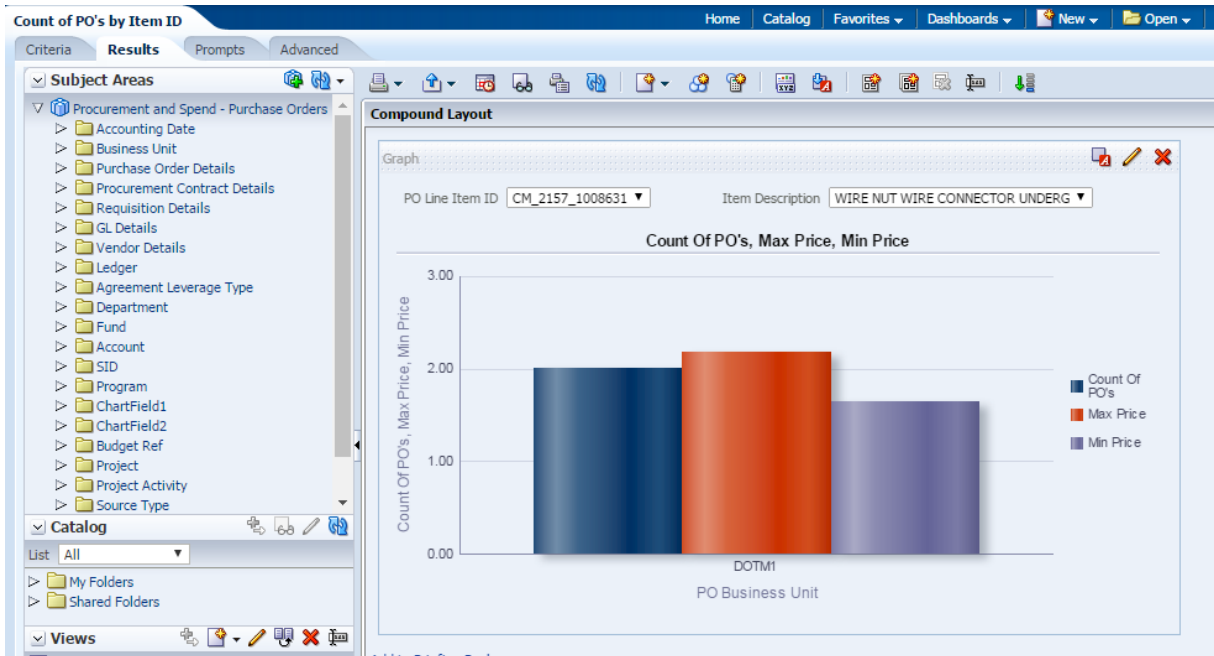 Count of PO's by Item ID
Home Catalog Favorites Dashboards New Open
Criteria Results Prompts Advanced
Subject Areas
Procurement and Spend - Purchase Orders
Accounting Date
Business Unit
Purchase Order Details
Procurement Contract Details
Requisition Details
GL Details
Vendor Details
Ledger
Agreement Leverage Type
Department
Fund
Account
SID
Program
ChartField1
ChartField2
Budget Ref
Project
Project Activity
Source Type
Catalog
List All
My Folders
Shared Folders
Views
Compound Layout
Graph
PO Line Item ID CM_2157_1008631 Item Description WIRE NUT WIRE CONNECTOR UNDERG
Count Of PO's, Max Price, Min Price
Count Of PO's, Max Price, Min Price
3.00
2.00
1.00
0.00
DOTM1
PO Business Unit
Count Of
PO's
Max Price
Min Price